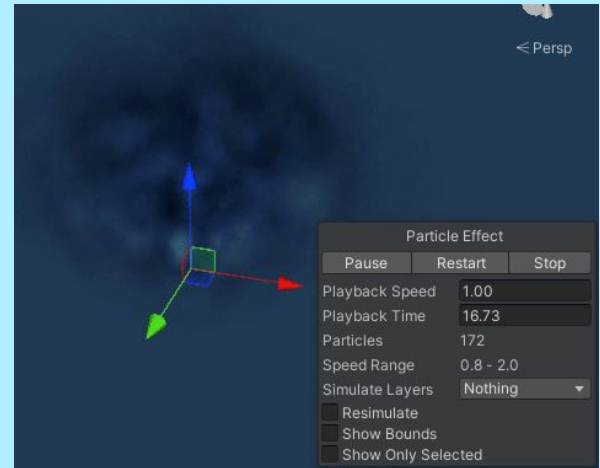 Persp
Particle Effect
Pause Restart Stop
Playback Speed 1.00
Playback Time 16.73
Particles 172
Speed Range 0.8 - 2.0
Simulate Layers Nothing
Resimulate
Show Bounds
Show Only Selected